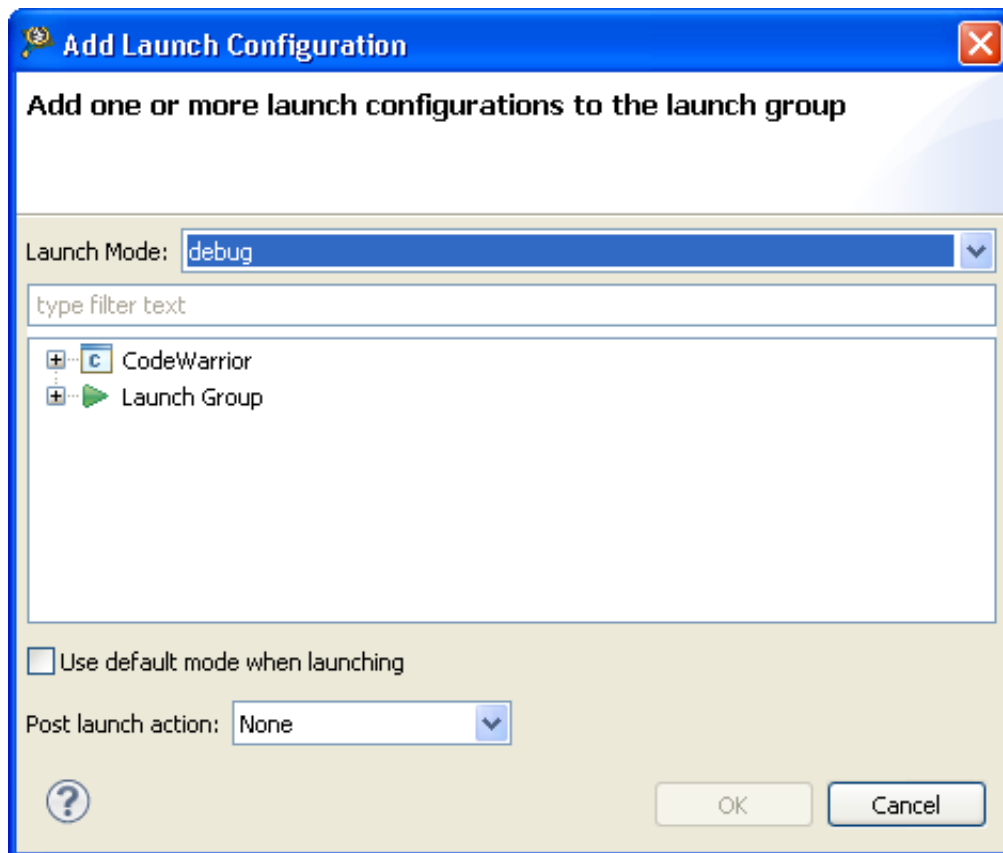 Add Launch Configuration
Add one or more launch configurations to the launch group
Launch Mode: debug
type filter text
C CodeWarrior
Launch Group
Use default mode when launching
Post launch action: None
? OK Cancel